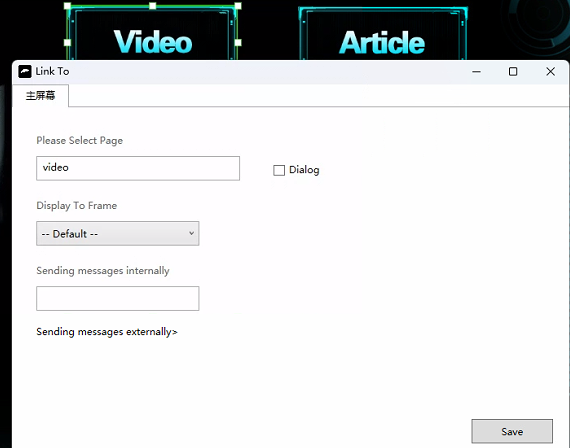 Video
Article
Link To
主屏幕
Please Select Page
video
Dialog
Display To Frame
-- Default --
Sending messages internally
Sending messages externally>
Save